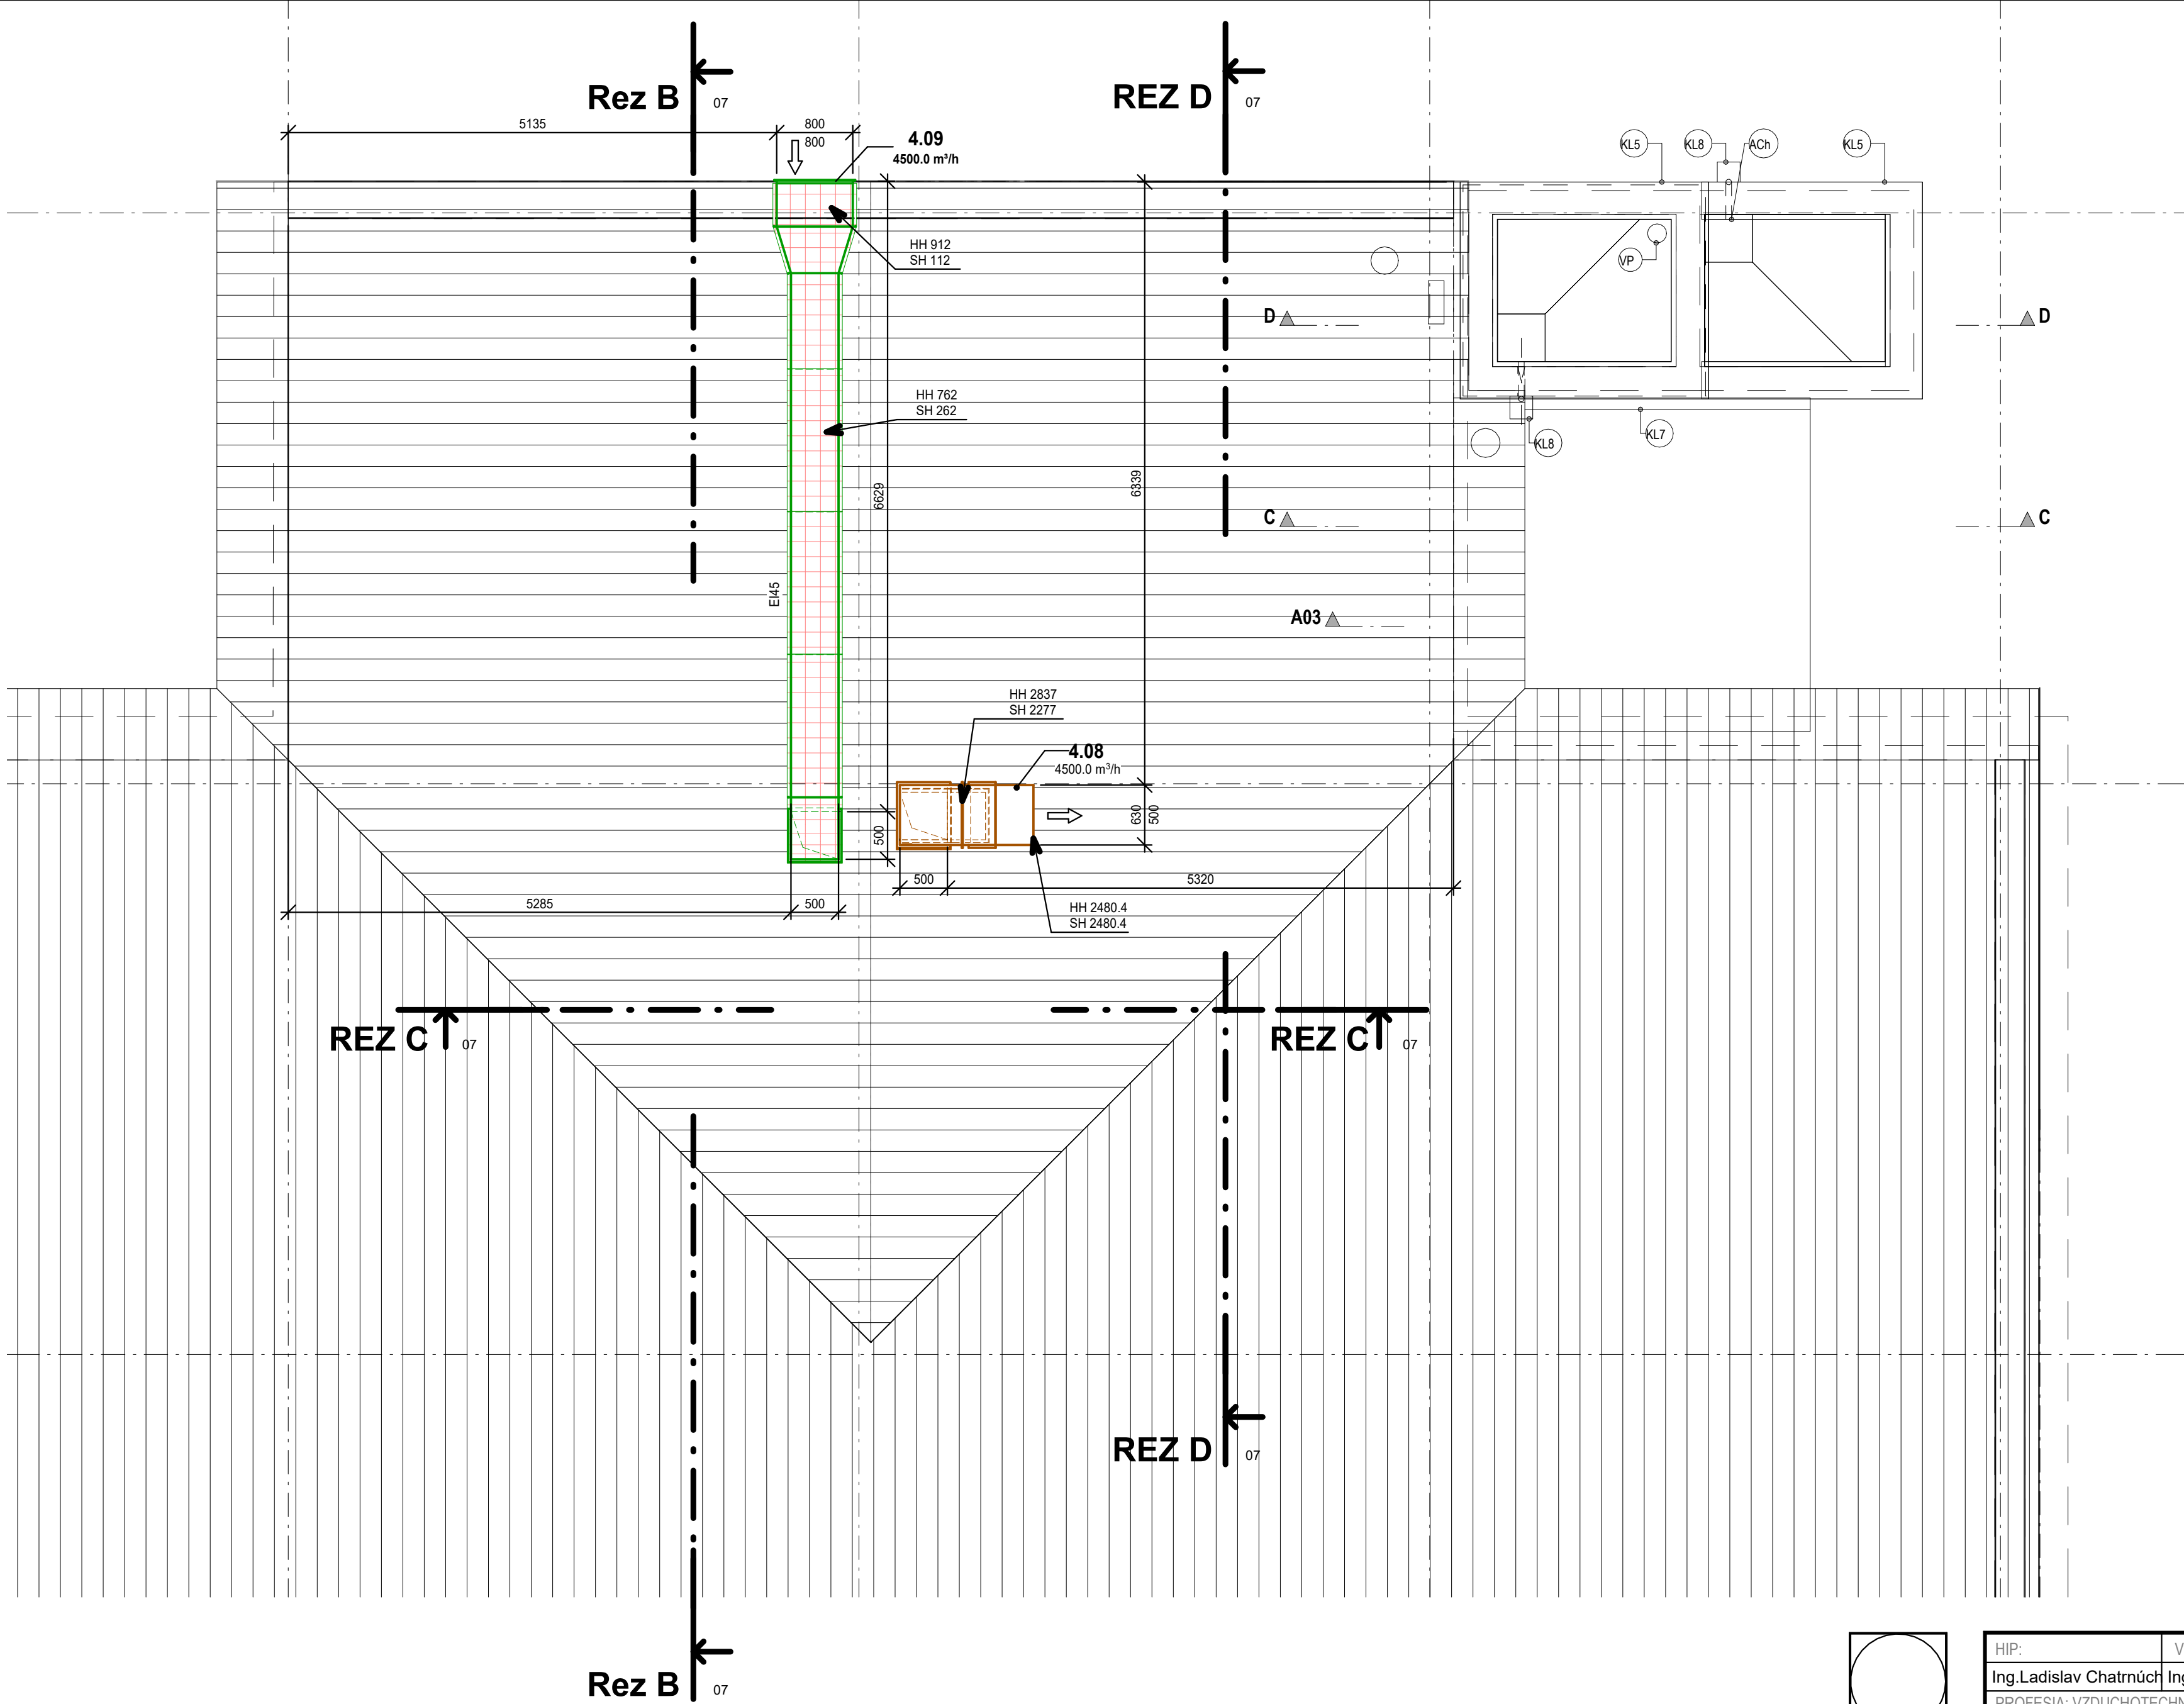 Rez B
07
REZ D
07
5135
800
800
4.09
4500.0 m³/h
KL5
KL8
ACh
KL5
HH 912
SH 112
VP
D
D
HH 762
SH 262
KL8
KL7
6629
6339
C
C
EI45
A03
HH 2837
SH 2277
4.08
4500.0 m³/h
500
630
500
500
5320
5285
500
HH 2480.4
SH 2480.4
REZ C
07
REZ C
07
REZ D
07
Rez B
07
HIP:
Ing.Ladislav Chatrnúch